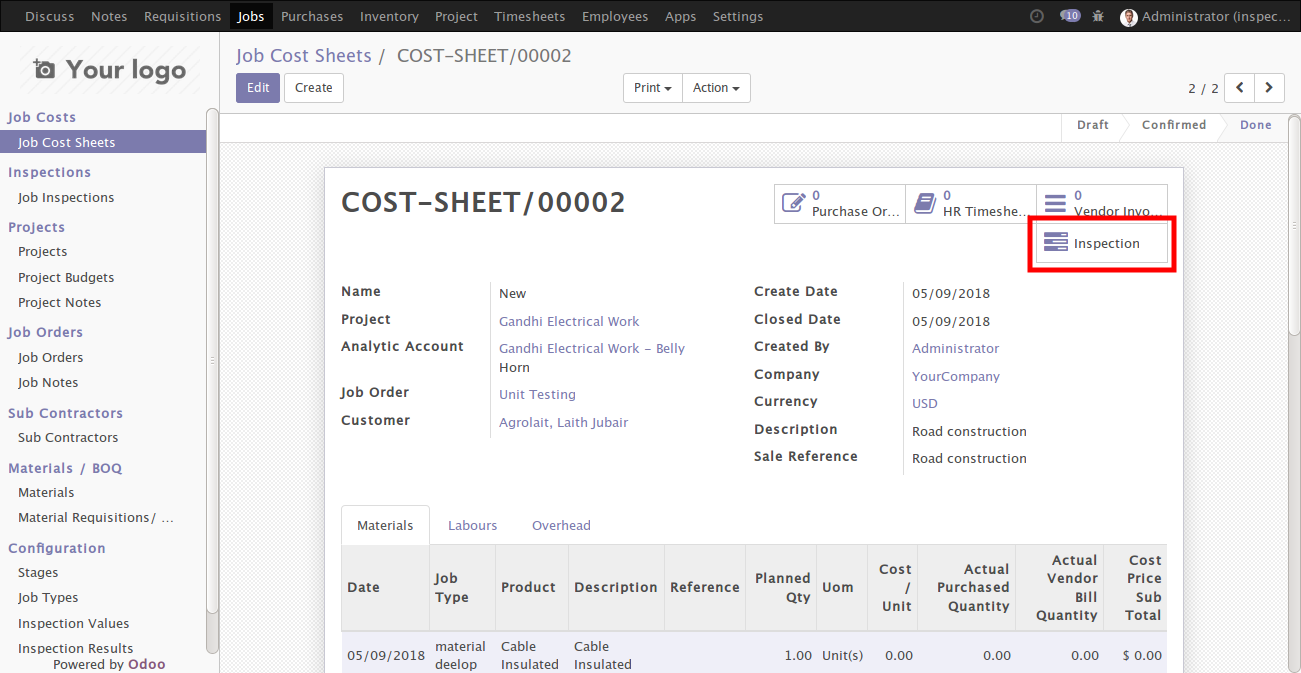 Discuss Notes Requisitions Jobs Purchases Inventory Project Timesheets Employees Apps Settings 10 Administrator (inspec...
Your logo
Job Costs
Job Cost Sheets
Inspections
Job Inspections
Projects
Projects
Project Budgets
Project Notes
Job Orders
Job Orders
Job Notes
Sub Contractors
Sub Contractors
Materials / BOQ
Materials
Material Requisitions/ ...
Configuration
Stages
Job Types
Inspection Values
Inspection Results
Powered by Odoo
Job Cost Sheets / COST-SHEET/00002
Edit Create Print Action 2 / 2
Draft Confirmed Done
COST-SHEET/00002
0
Purchase Or...
0
HR Timeshe...
0
Vendor Invo...
Inspection
Name New
Project Gandhi Electrical Work
Analytic Account Gandhi Electrical Work - Belly
Horn
Job Order Unit Testing
Customer Agrolait, Laith Jubair
Create Date 05/09/2018
Closed Date 05/09/2018
Created By Administrator
Company YourCompany
Currency USD
Description Road construction
Sale Reference Road construction
Materials Labours Overhead
Date
Job
Type
Product
Description
Reference
Planned
Qty
Uom
Cost
/
Unit
Actual
Purchased
Quantity
Actual
Vendor
Bill
Quantity
Cost
Price
Sub
Total
05/09/2018
material
deelop
Cable
Insulated
Cable
Insulated
1.00
Unit(s)
0.00
0.00
0.00
$ 0.00